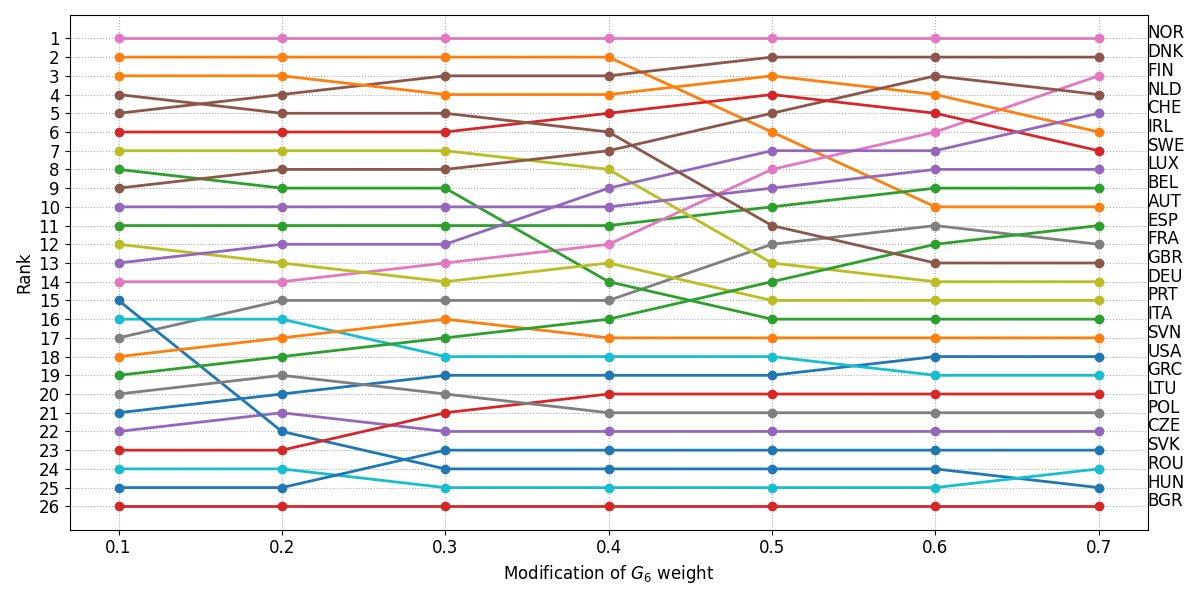 1
2
3
4
5
6
7
8
9
10
11
12
13
14
15
16
17
18
19
20
21
22
23
24
25
26
Rank
0.1 0.2 0.3 0.4 0.5 0.6 0.7
Modification of G₆ weight
NOR
DNK
FIN
NLD
CHE
IRL
SWE
LUX
BEL
AUT
ESP
FRA
GBR
DEU
PRT
ITA
SVN
USA
GRC
LTU
POL
CZE
SVK
ROU
HUN
BGR